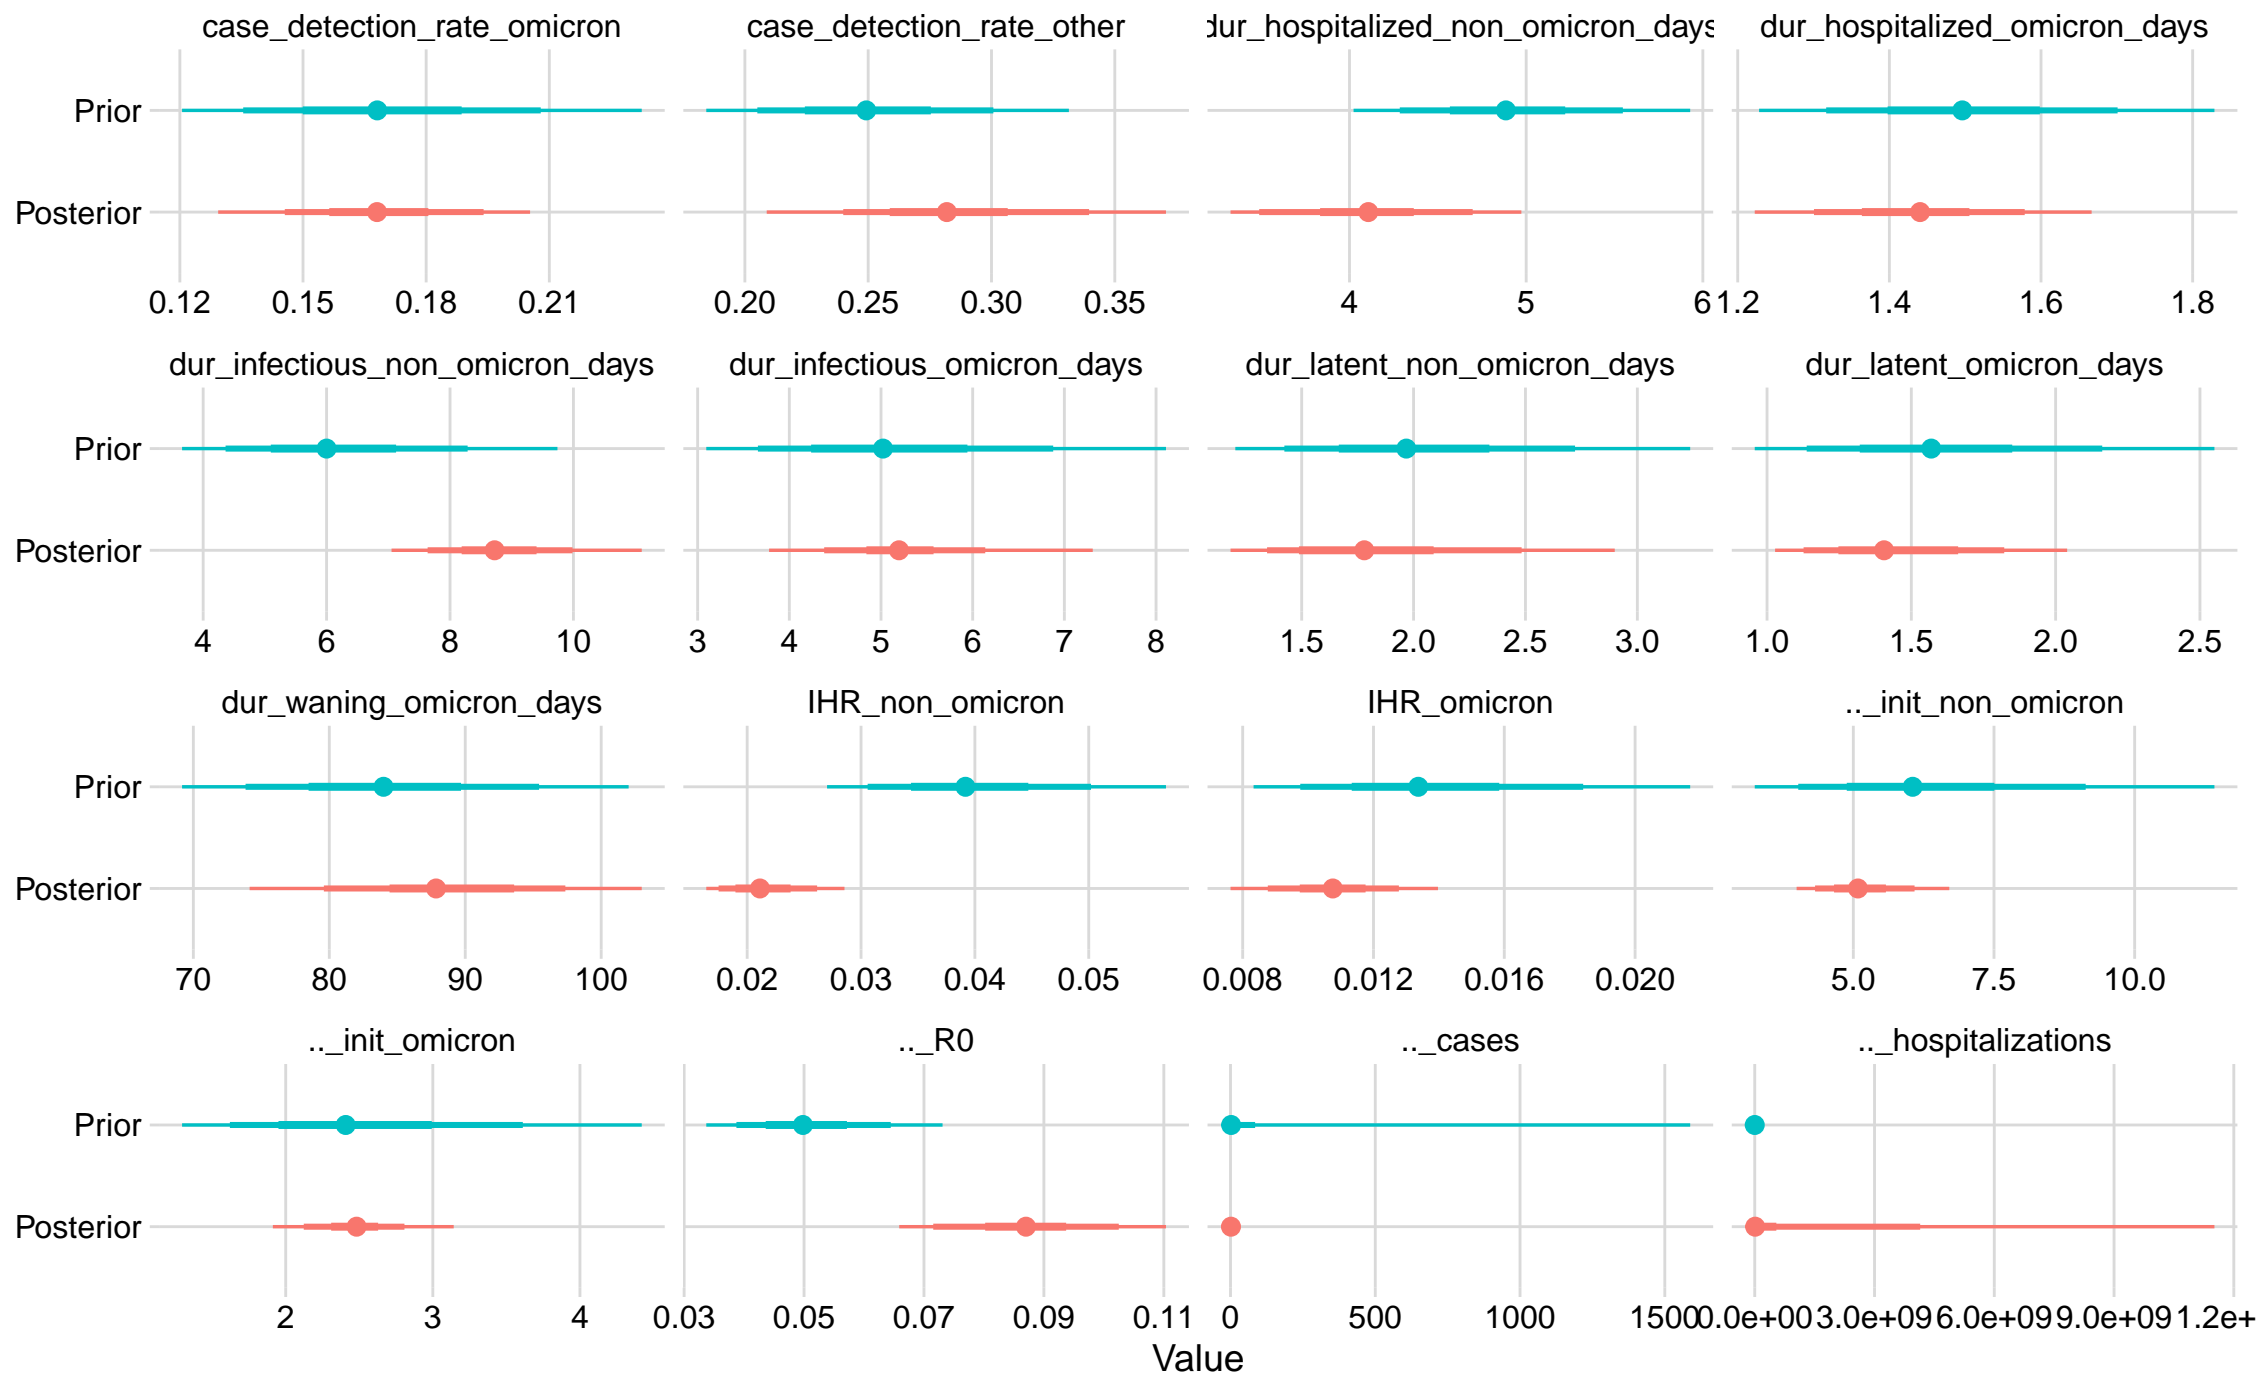 case_detection_rate_omicron case_detection_rate_other dur_hospitalized_non_omicron_days dur_hospitalized_omicron_days
Prior
Posterior
0.12 0.15 0.18 0.21 0.20 0.25 0.30 0.35 4 5 6 1.2 1.4 1.6 1.8
dur_infectious_non_omicron_days dur_infectious_omicron_days dur_latent_non_omicron_days dur_latent_omicron_days
Prior
Posterior
4 6 8 10 3 4 5 6 7 8 1.5 2.0 2.5 3.0 1.0 1.5 2.0 2.5
dur_waning_omicron_days IHR_non_omicron IHR_omicron .._init_non_omicron
Prior
Posterior
70 80 90 100 0.02 0.03 0.04 0.05 0.008 0.012 0.016 0.020 5.0 7.5 10.0
.._init_omicron .._R0 .._cases .._hospitalizations
Prior
Posterior
2 3 4 0.03 0.05 0.07 0.09 0.11 0 500 1000 1500 0.0e+00 3.0e+09 6.0e+09 9.0e+09 1.2e+
Value